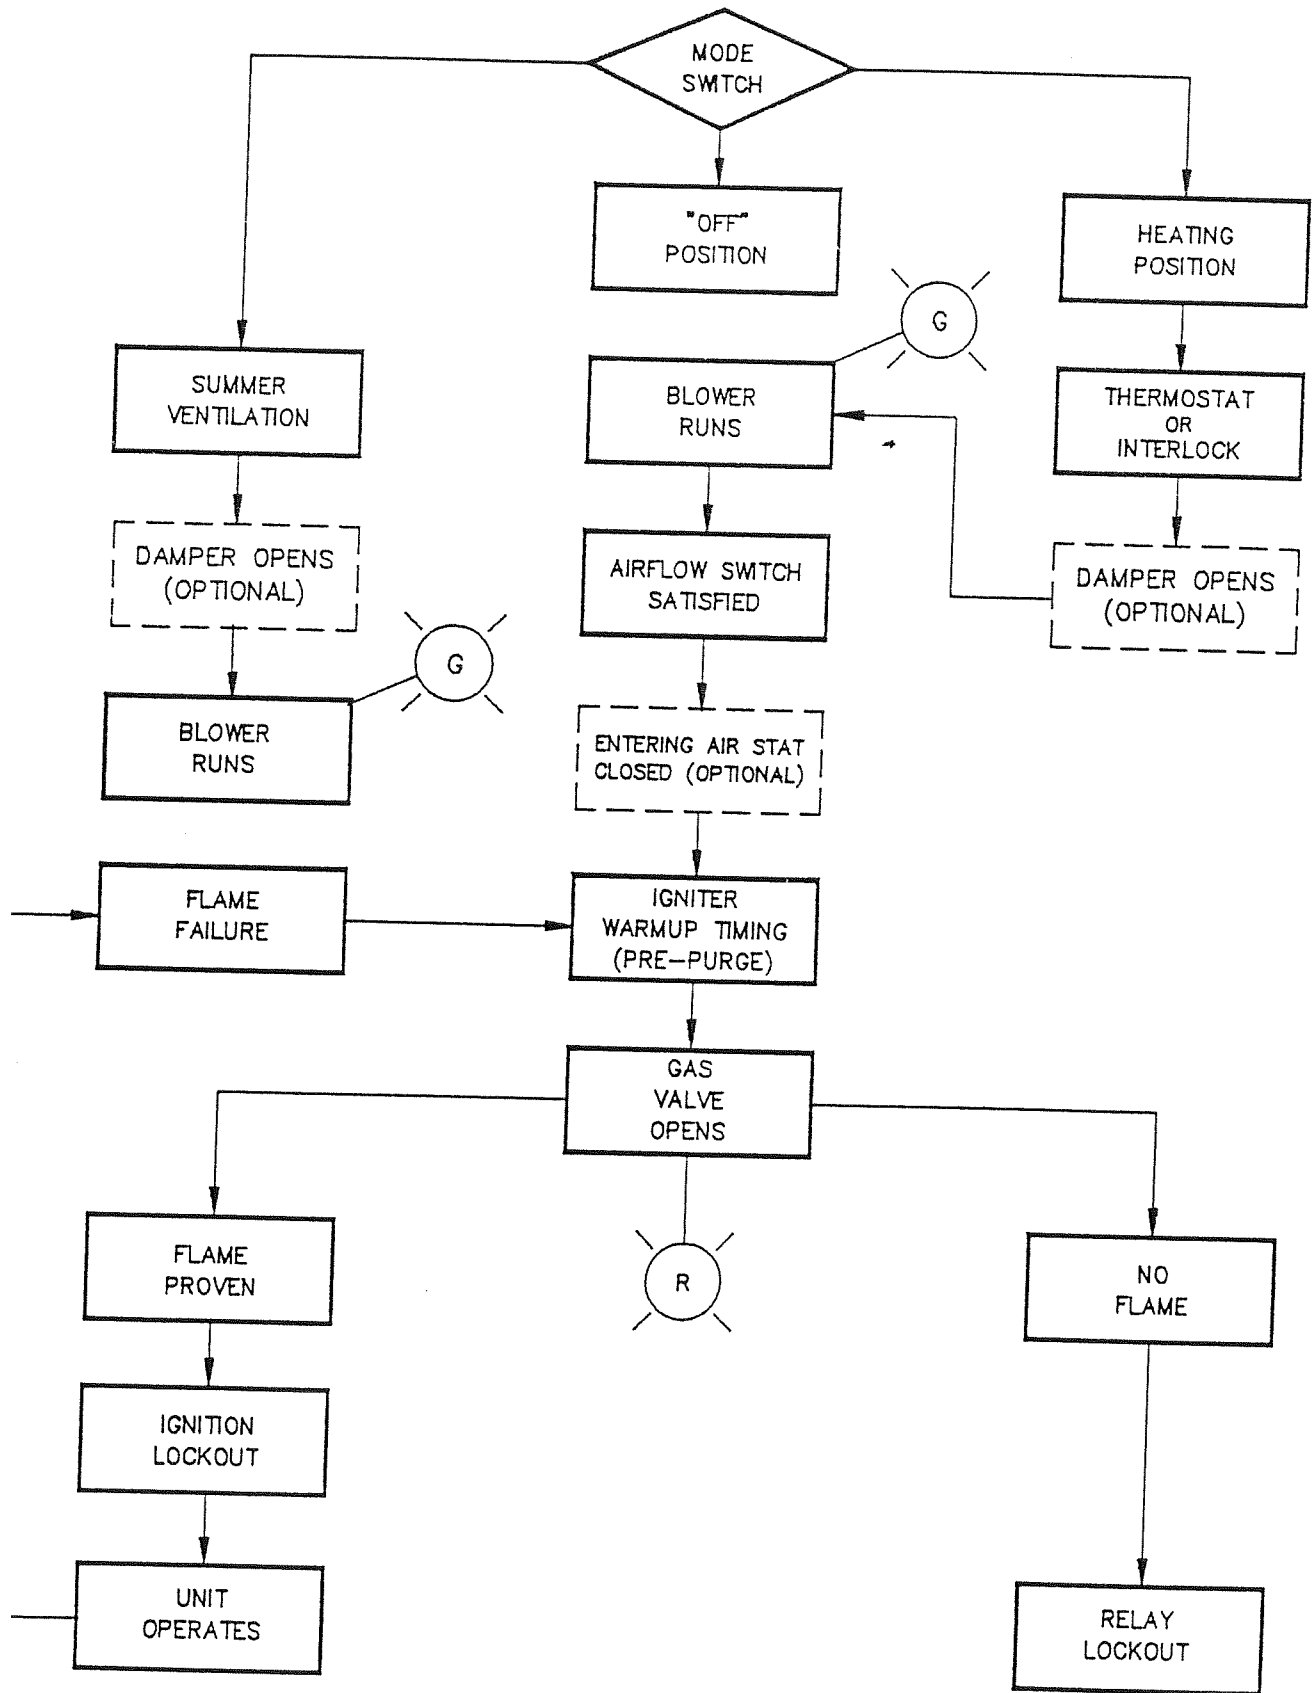 MODE
SWITCH
"OFF"
POSITION
HEATING
POSITION
G
SUMMER
VENTILATION
BLOWER
RUNS
THERMOSTAT
OR
INTERLOCK
DAMPER OPENS
(OPTIONAL)
AIRFLOW SWITCH
SATISFIED
DAMPER OPENS
(OPTIONAL)
G
BLOWER
RUNS
ENTERING AIR STAT
CLOSED (OPTIONAL)
FLAME
FAILURE
IGNITER
WARMUP TIMING
(PRE-PURGE)
GAS
VALVE
OPENS
FLAME
PROVEN
R
NO
FLAME
IGNITION
LOCKOUT
UNIT
OPERATES
RELAY
LOCKOUT